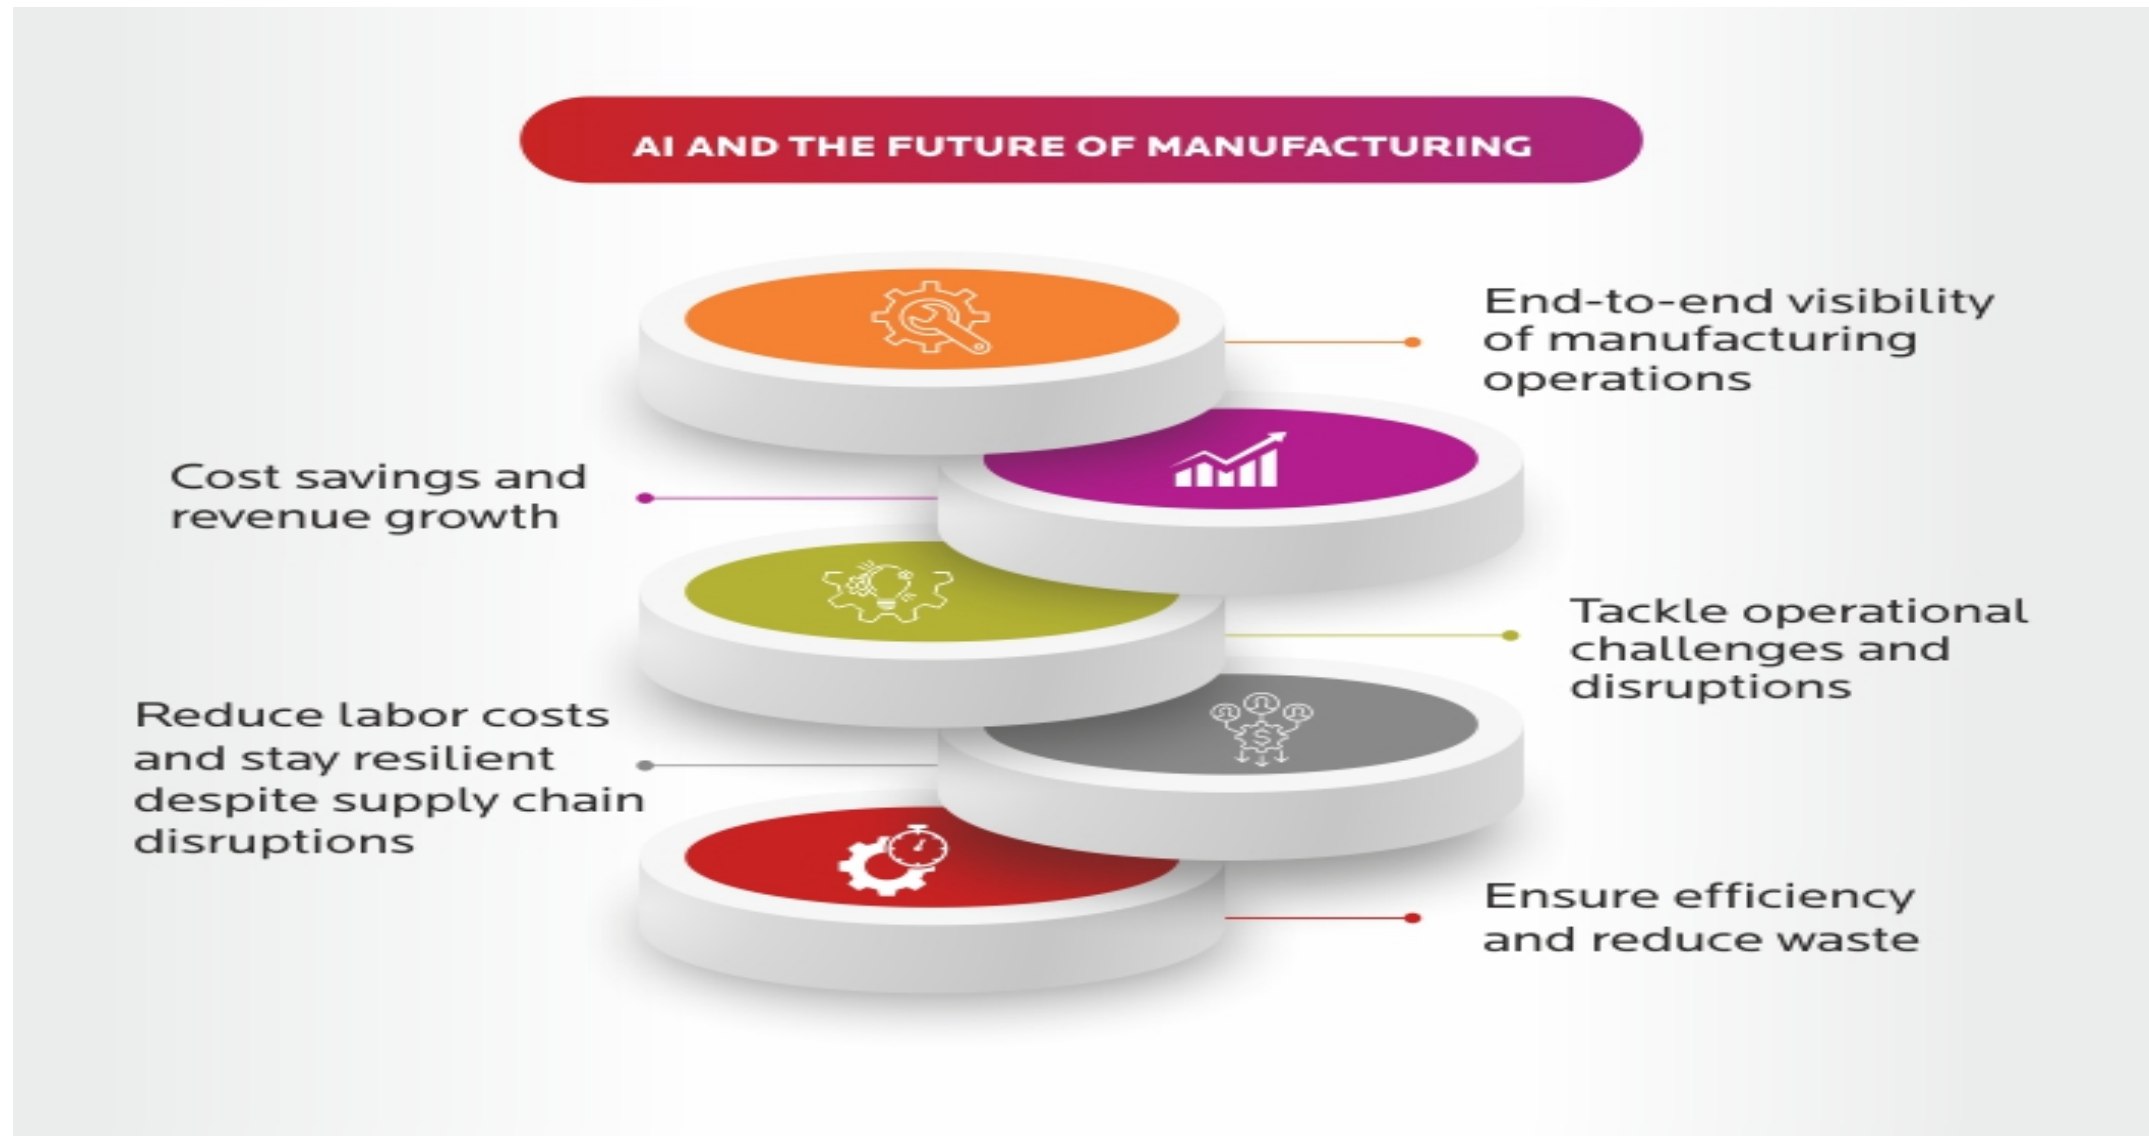 AI AND THE FUTURE OF MANUFACTURING
End-to-end visibility
of manufacturing
operations
Cost savings and
revenue growth
Tackle operational
challenges and
disruptions
Reduce labor costs
and stay resilient
despite supply chain
disruptions
$
Ensure efficiency
and reduce waste